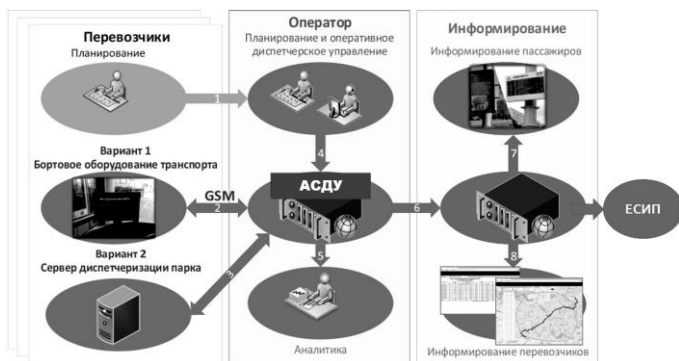 Перевозчики
Планирование
1
Вариант 1
Бортовое оборудование транспорта
GSM
2
Вариант 2
Сервер диспетчеризации парка
3
Оператор
Планирование и оперативное
диспетчерское управление
4
АСДУ
5
Аналитика
6
Информирование
Информирование пассажиров
7
ЕСИП
8
Информирование перевозчиков